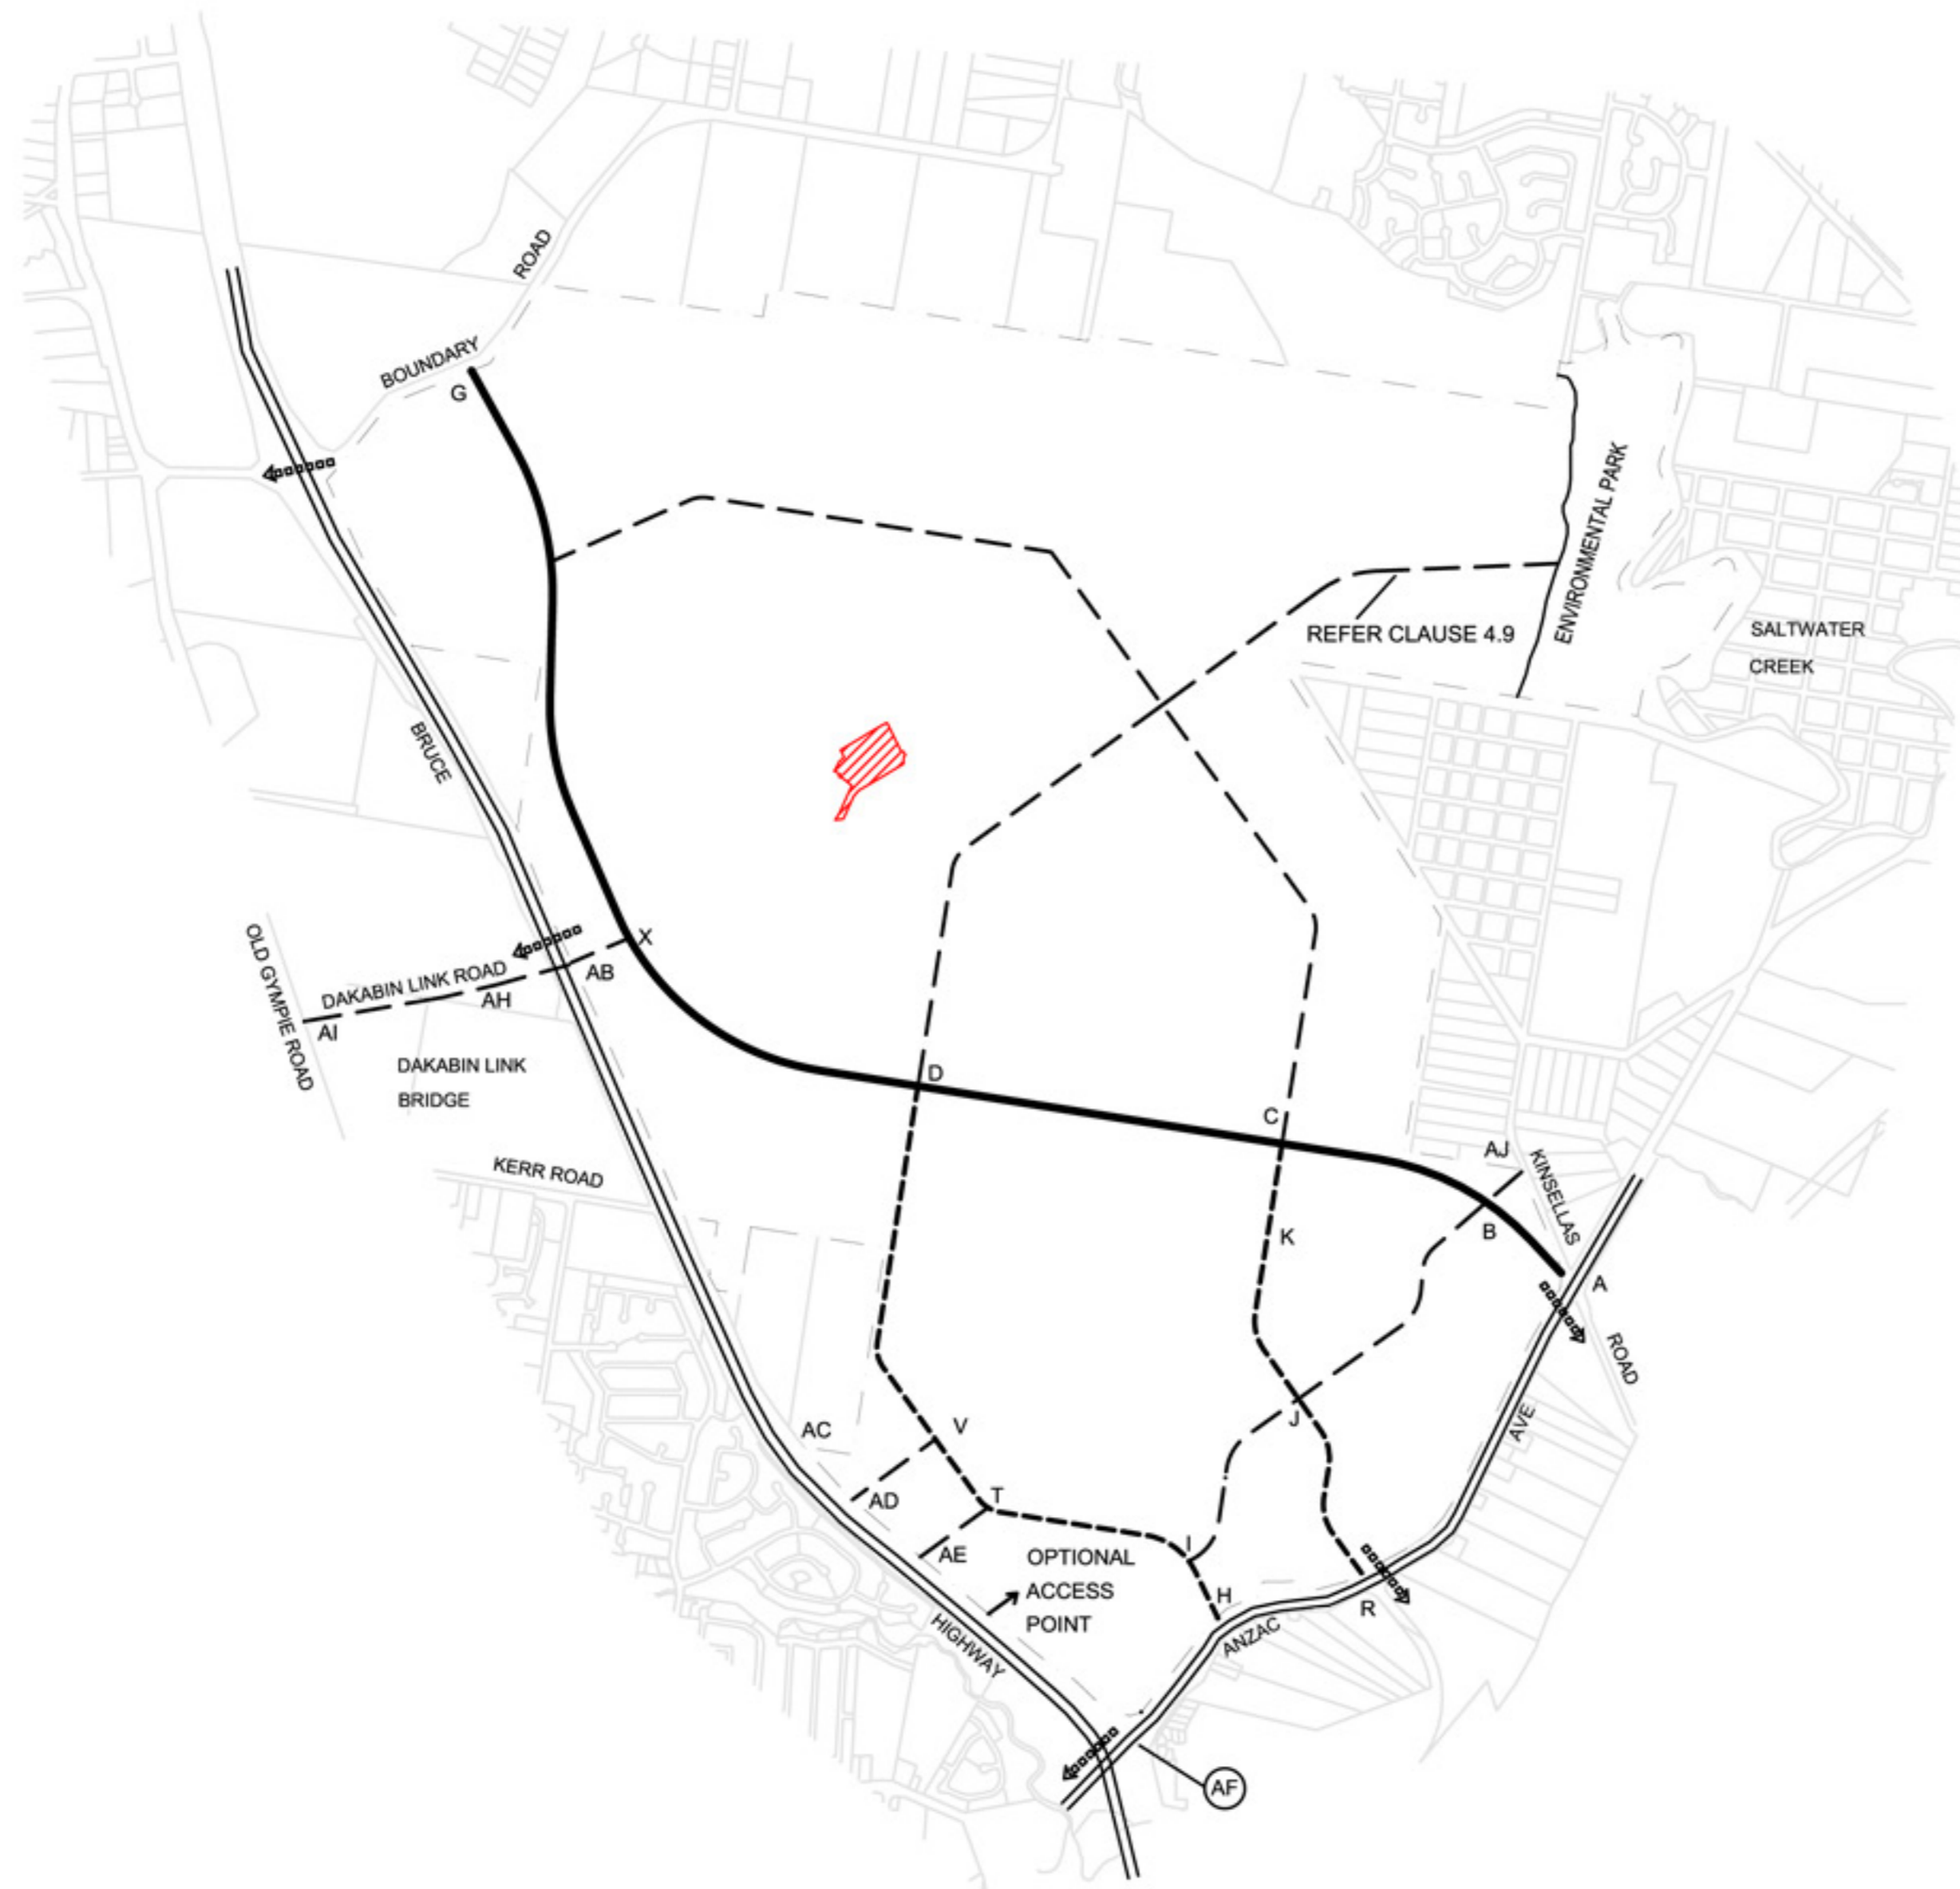 ROAD
BOUNDARY
G
ENVIRONMENTAL PARK
REFER CLAUSE 4.9
SALTWATER
CREEK
BRUCE
X
OLD GYMPIE ROAD
DAKABIN LINK ROAD
AB
AH
AI
DAKABIN LINK
BRIDGE
D
C
AJ
KINSELLAS
KERR ROAD
K
B
A
ROAD
AVE
J
AC
V
AD
T
I
AE
OPTIONAL
ACCESS
POINT
H
R
HIGHWAY
ANZAC
AF